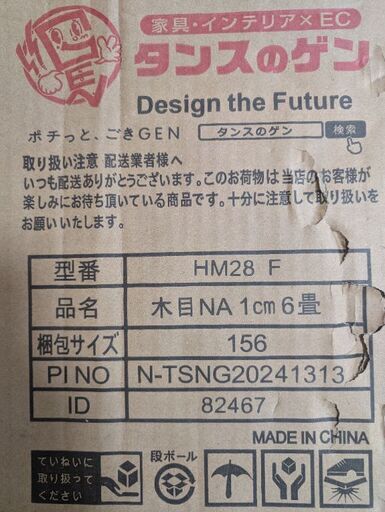 家具・インテリア×EC
タンスのゲン
Design the Future
ポチっと、ごきGEN タンスのゲン 検索
取り扱い注意 配送業者様へ
いつも配送ありがとうございます。このお荷物は当店のお客様が
楽しみにお待ち頂いている商品です。十分に注意して取り扱いを
お願いいたします。
型番 HM28 F
品名 木目NA 1cm 6畳
梱包サイズ 156
PI NO N-TSNG20241313
ID 82467
MADE IN CHINA
ていねいに
取り扱って
ください
段ボール